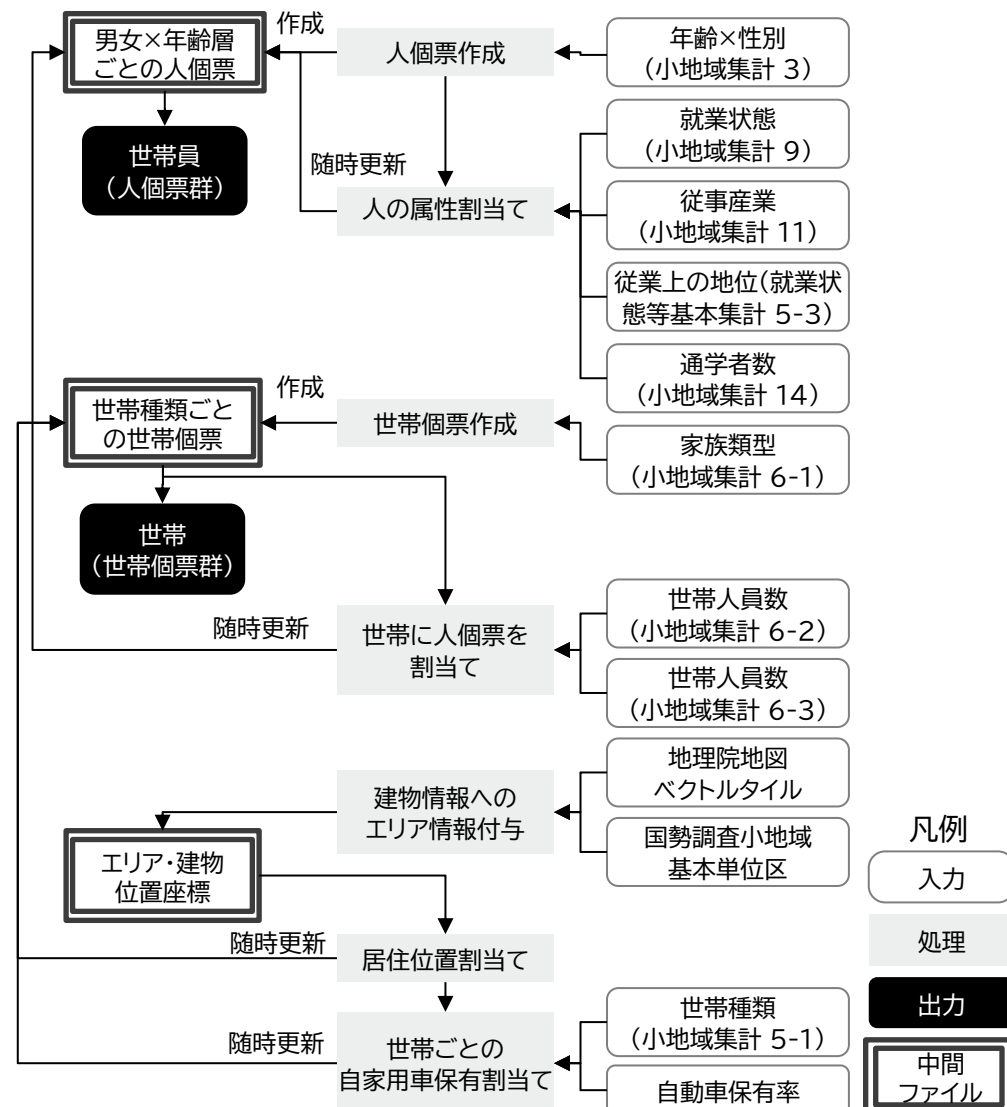 男女×年齢層
ごとの人個票
作成
人個票作成
年齢×性別
(小地域集計 3)
世帯員
(人個票群)
随時更新
人の属性割当て
就業状態
(小地域集計 9)
従事産業
(小地域集計 11)
従業上の地位(就業状
態等基本集計 5-3)
通学者数
(小地域集計 14)
世帯種類ごと
の世帯個票
作成
世帯個票作成
家族類型
(小地域集計 6-1)
世帯
(世帯個票群)
随時更新
世帯に人個票を
割当て
世帯人員数
(小地域集計 6-2)
世帯人員数
(小地域集計 6-3)
建物情報への
エリア情報付与
地理院地図
ベクトルタイル
国勢調査小地域
基本単位区
エリア・建物
位置座標
随時更新
居住位置割当て
随時更新
世帯ごとの
自家用車保有割当て
世帯種類
(小地域集計 5-1)
自動車保有率
凡例
入力
処理
出力
中間
ファイル